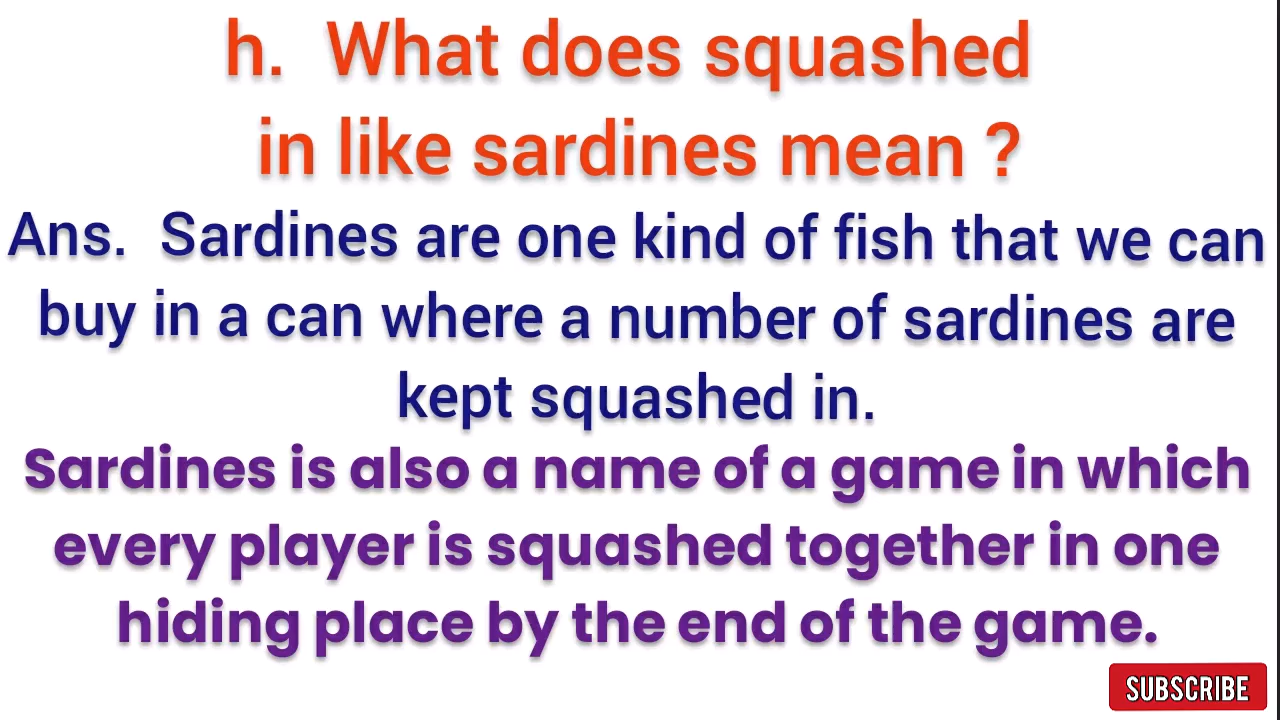 h. What does squashed
in like sardines mean ?
Ans. Sardines are one kind of fish that we can
buy in a can where a number of sardines are
kept squashed in.
Sardines is also a name of a game in which
every player is squashed together in one
hiding place by the end of the game.
SUBSCRIBE